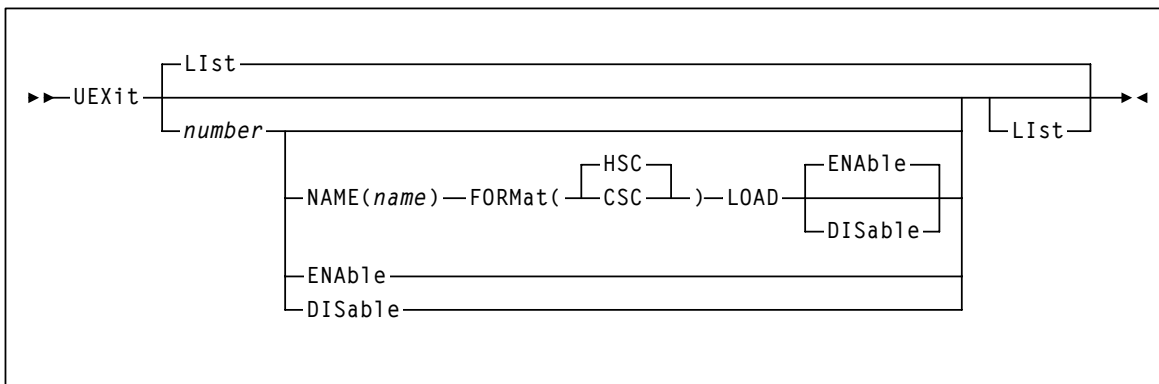 LIst
UEXit
number
LIst
HSC
ENAble
NAME(name) FORMat( CSC ) LOAD
DISable
ENAble
DISable